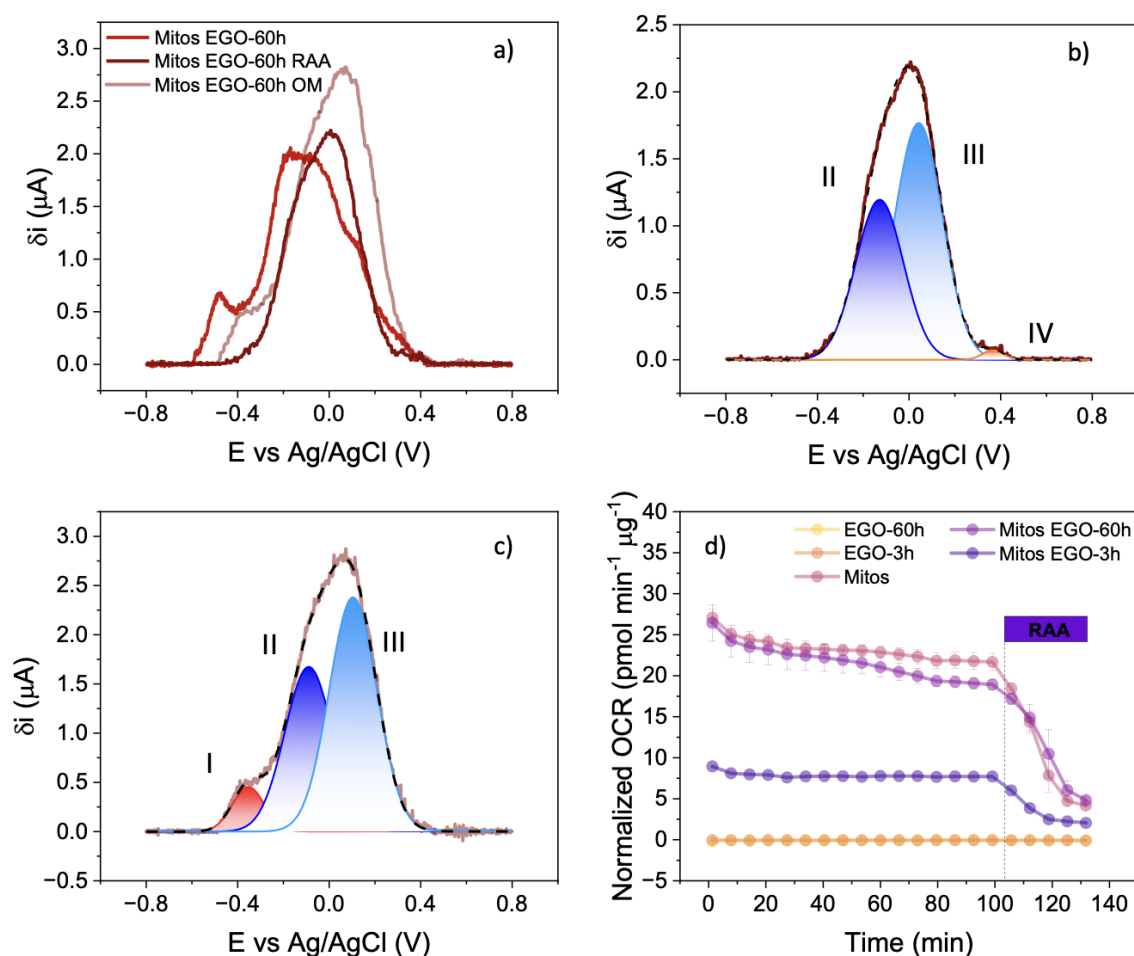 a)
Mitos EGO-60h
Mitos EGO-60h RAA
Mitos EGO-60h OM
3.0
2.5
2.0
1.5
1.0
0.5
0.0
δi (μA)
−0.8 −0.4 0.0 0.4 0.8
E vs Ag/AgCl (V)
b)
2.5
2.0
1.5
1.0
0.5
0.0
δi (μA)
II
III
IV
−0.8 −0.4 0.0 0.4 0.8
E vs Ag/AgCl (V)
c)
3.0
2.5
2.0
1.5
1.0
0.5
0.0
−0.5
δi (μA)
I
II
III
−0.8 −0.4 0.0 0.4 0.8
E vs Ag/AgCl (V)
d)
EGO-60h
EGO-3h
Mitos
Mitos EGO-60h
Mitos EGO-3h
RAA
40
35
30
25
20
15
10
5
0
−5
Normalized OCR (pmol min⁻¹ μg⁻¹)
0 20 40 60 80 100 120 140
Time (min)